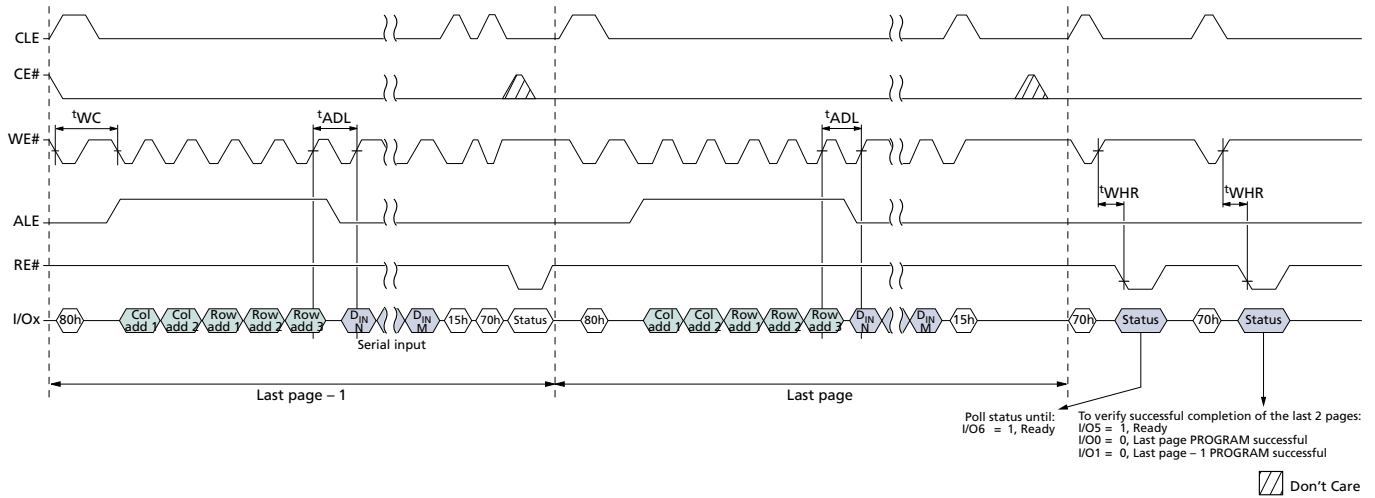 CLE
CE#
tWC
tADL
tADL
WE#
tWHR
tWHR
ALE
RE#
I/Ox
80h
Col add 1
Col add 2
Row add 1
Row add 2
Row add 3
DIN N
DIN M
15h
70h
Status
80h
Col add 1
Col add 2
Row add 1
Row add 2
Row add 3
DIN N
DIN M
15h
70h
Status
70h
Status
Serial input
Last page – 1
Last page
Poll status until:
I/O6 = 1, Ready
To verify successful completion of the last 2 pages:
I/O5 = 1, Ready
I/O0 = 0, Last page PROGRAM successful
I/O1 = 0, Last page – 1 PROGRAM successful
Don't Care